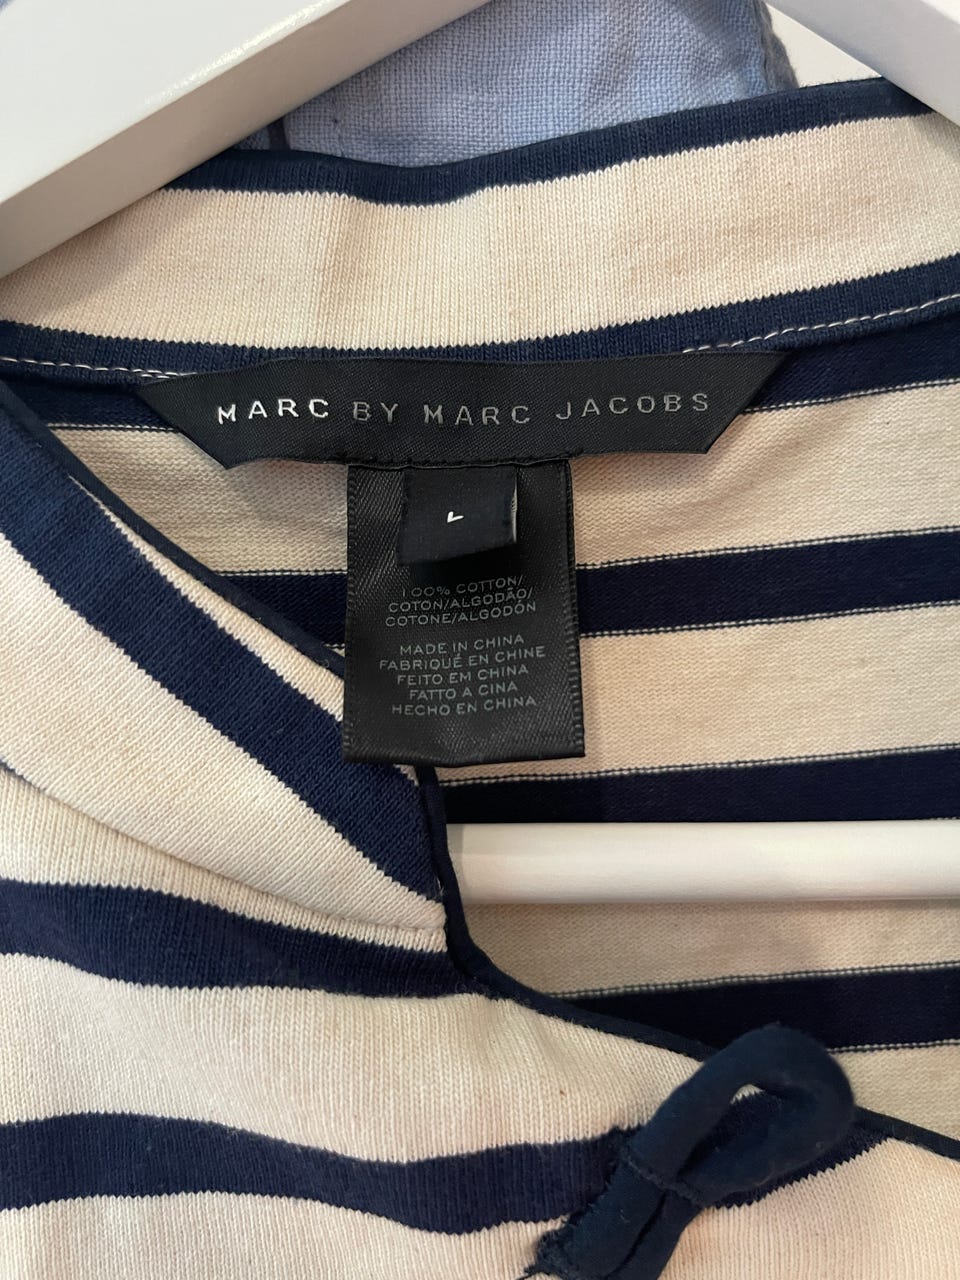 MARC BY MARC JACOBS
L
100% COTTON/
COTON/ALGODÃO/
COTONE/ALGODÓN
MADE IN CHINA
FABRIQUÉ EN CHINE
FEITO EM CHINA
FATTO A CINA
HECHO EN CHINA